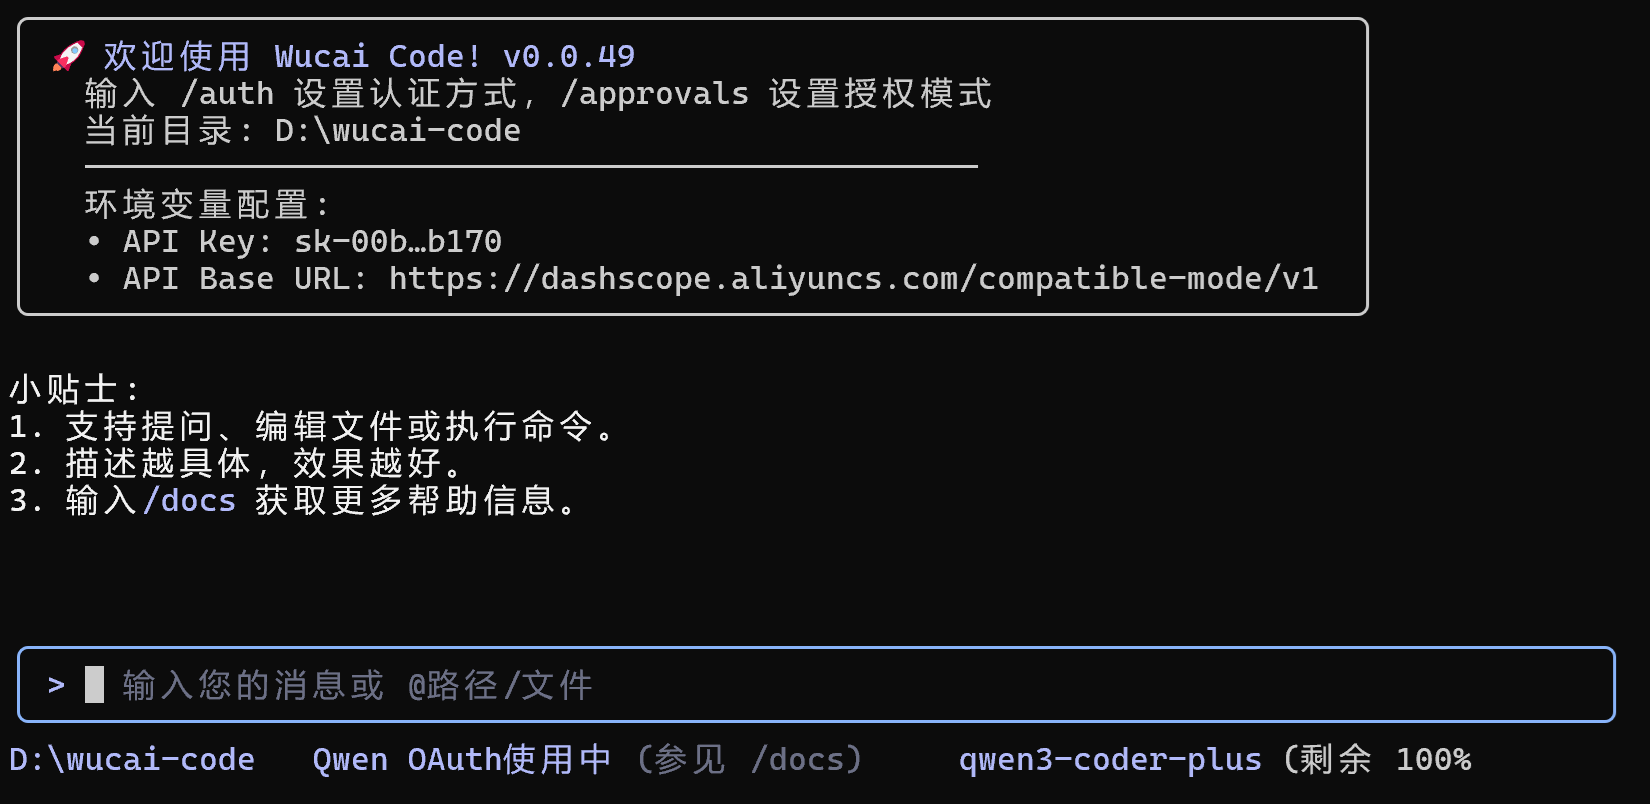 🚀 欢迎使用 Wucai Code! v0.0.49
输入 /auth 设置认证方式, /approvals 设置授权模式
当前目录: D:\wucai-code
环境变量配置:
• API Key: sk-00b…b170
• API Base URL: https://dashscope.aliyuncs.com/compatible-mode/v1
小贴士:
1. 支持提问、编辑文件或执行命令。
2. 描述越具体, 效果越好。
3. 输入/docs 获取更多帮助信息。
> 输入您的消息或 @路径/文件
D:\wucai-code Qwen OAuth使用中 (参见 /docs) qwen3-coder-plus (剩余 100%